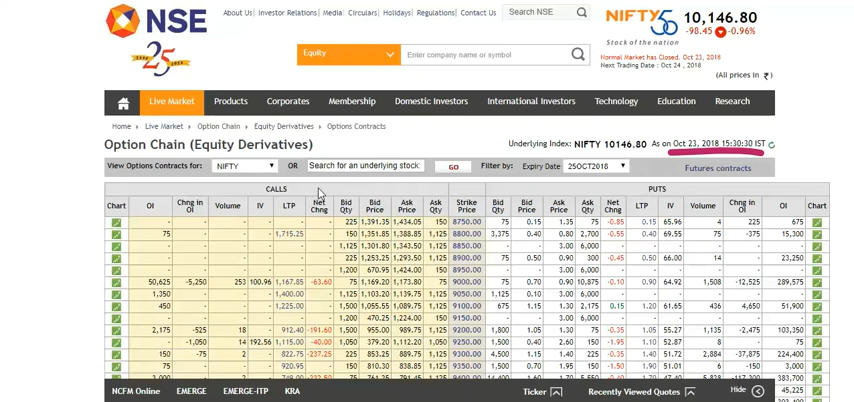 NSE
About Us | Investor Relations | Media | Circulars | Holidays | Regulations | Contact Us
Search NSE
NIFTY 50
Stock of the nation
10,146.80
-98.45 -0.96%
Normal Market has Closed. Oct 23, 2018
Next Trading Date : Oct 24 , 2018
(All prices in ₹ )
25
Equity
Enter company name or symbol
Live Market Products Corporates Membership Domestic Investors International Investors Technology Education Research
Home › Live Market › Option Chain › Equity Derivatives › Options Contracts
Option Chain (Equity Derivatives)
Underlying Index: NIFTY 10146.80 As on Oct 23, 2018 15:30:30 IST
View Options Contracts for: NIFTY OR Search for an underlying stock: GO Filter by: Expiry Date 25OCT2018 Futures contracts
CALLS PUTS
Chart OI Chng in OI Volume IV LTP Net Chng Bid Qty Bid Price Ask Price Ask Qty Strike Price Bid Qty Bid Price Ask Price Ask Qty Net Chng LTP IV Volume Chng in OI OI Chart
- - - - - - 225 1,391.35 1,434.05 150 8750.00 75 0.15 1.35 75 -0.85 0.15 65.96 4 225 675
75 - - - 1,715.25 - 150 1,351.85 1,388.85 1,125 8800.00 3,375 0.40 0.80 2,700 -0.55 0.40 69.55 75 -375 15,300
- - - - - - 1,125 1,301.80 1,343.50 1,125 8850.00 - - 3.00 6,000 - - - - - -
- - - - - - 225 1,253.25 1,293.50 150 8900.00 75 0.50 0.90 300 -0.45 0.50 66.00 14 - 23,250
- - - - - - 1,200 670.95 1,424.00 150 8950.00 - - 3.00 6,000 - - - - - -
50,625 -5,250 253 100.96 1,167.85 -63.60 75 1,169.20 1,173.80 75 9000.00 75 0.70 0.90 10,875 -0.10 0.90 64.92 1,508 -12,525 289,575
1,350 - - - 1,400.00 - 150 1,103.20 1,139.75 1,125 9050.00 1,125 0.10 3.00 6,000 - - - - - -
450 - - - 1,225.00 - 1,500 1,055.55 1,089.75 1,125 9100.00 675 1.15 1.30 2,175 0.15 1.20 61.65 436 4,650 51,900
- - - - - - 1,200 470.25 1,224.00 150 9150.00 - - 3.00 6,000 - - - - - -
2,175 -525 18 - 912.40 -191.60 1,500 955.00 989.75 1,125 9200.00 1,800 1.05 1.30 75 -0.35 1.05 55.27 1,135 -2,475 103,350
- -1,050 14 192.56 1,115.00 -40.00 1,050 379.20 1,112.20 1,050 9250.00 1,500 0.40 2.60 150 -1.95 1.10 52.87 8 - 75
150 -75 2 - 822.75 -237.25 1,500 853.25 889.75 1,125 9300.00 4,500 1.15 1.40 225 -0.35 1.40 51.71 2,884 -37,875 224,400
75 - - - 920.95 - 150 810.30 838.85 1,125 9350.00 1,500 0.70 1.95 150 -0.90 1.10 51.01 6 - 375
383,700
45,225
NCFM Online EMERGE EMERGE-ITP KRA Ticker Recently Viewed Quotes Hide